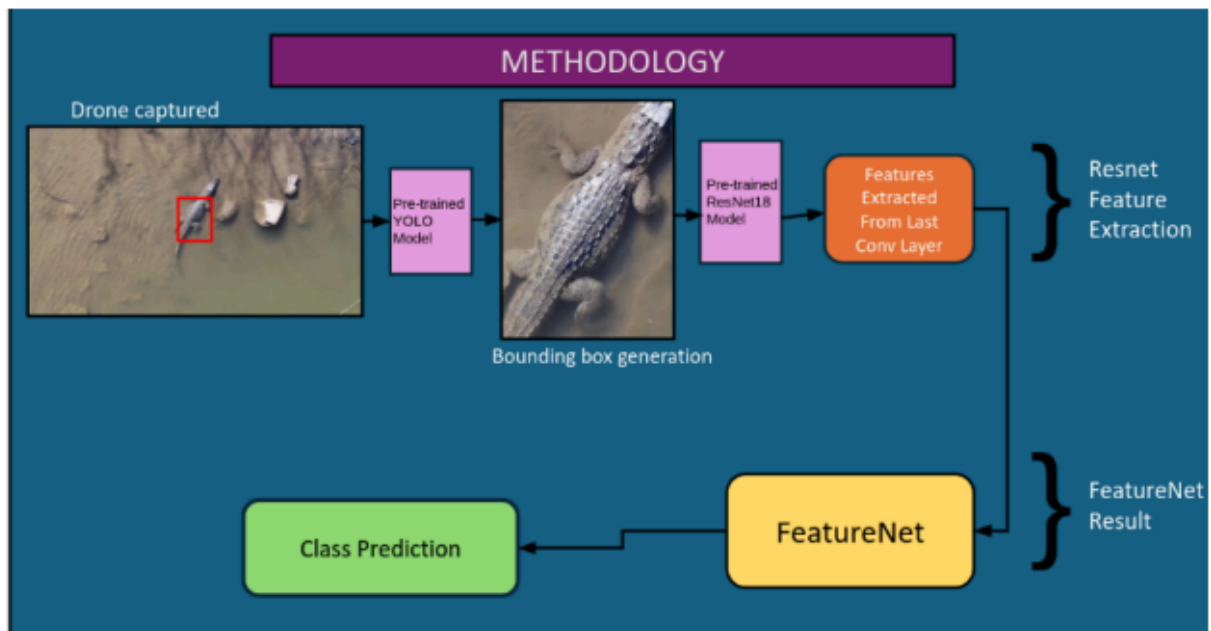 METHODOLOGY
Drone captured
Pre-trained
YOLO
Model
Bounding box generation
Pre-trained
ResNet18
Model
Features
Extracted
From Last
Conv Layer
Resnet
Feature
Extraction
FeatureNet
Result
FeatureNet
Class Prediction